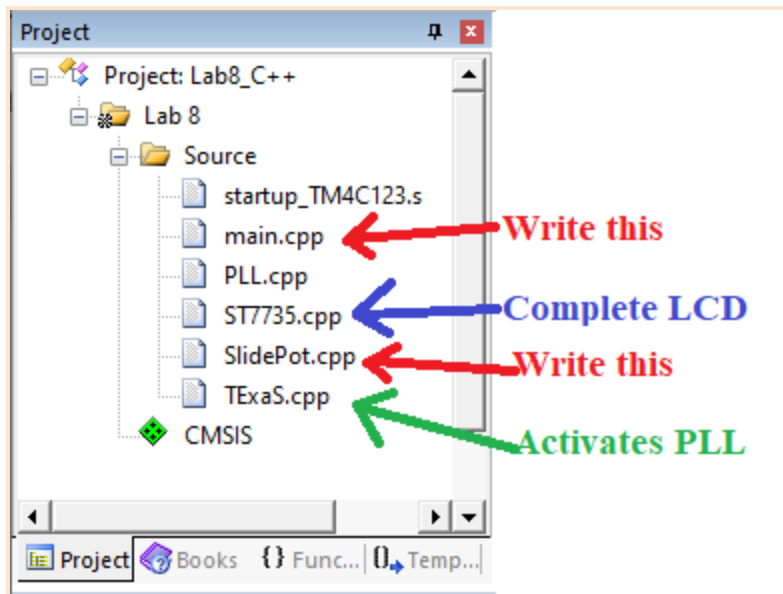 Project
Project: Lab8_C++
Lab 8
Source
startup_TM4C123.s
main.cpp
Write this
PLL.cpp
ST7735.cpp
Complete LCD
SlidePot.cpp
Write this
TExaS.cpp
Activates PLL
CMSIS
Project Books {} Func... 0 Temp...